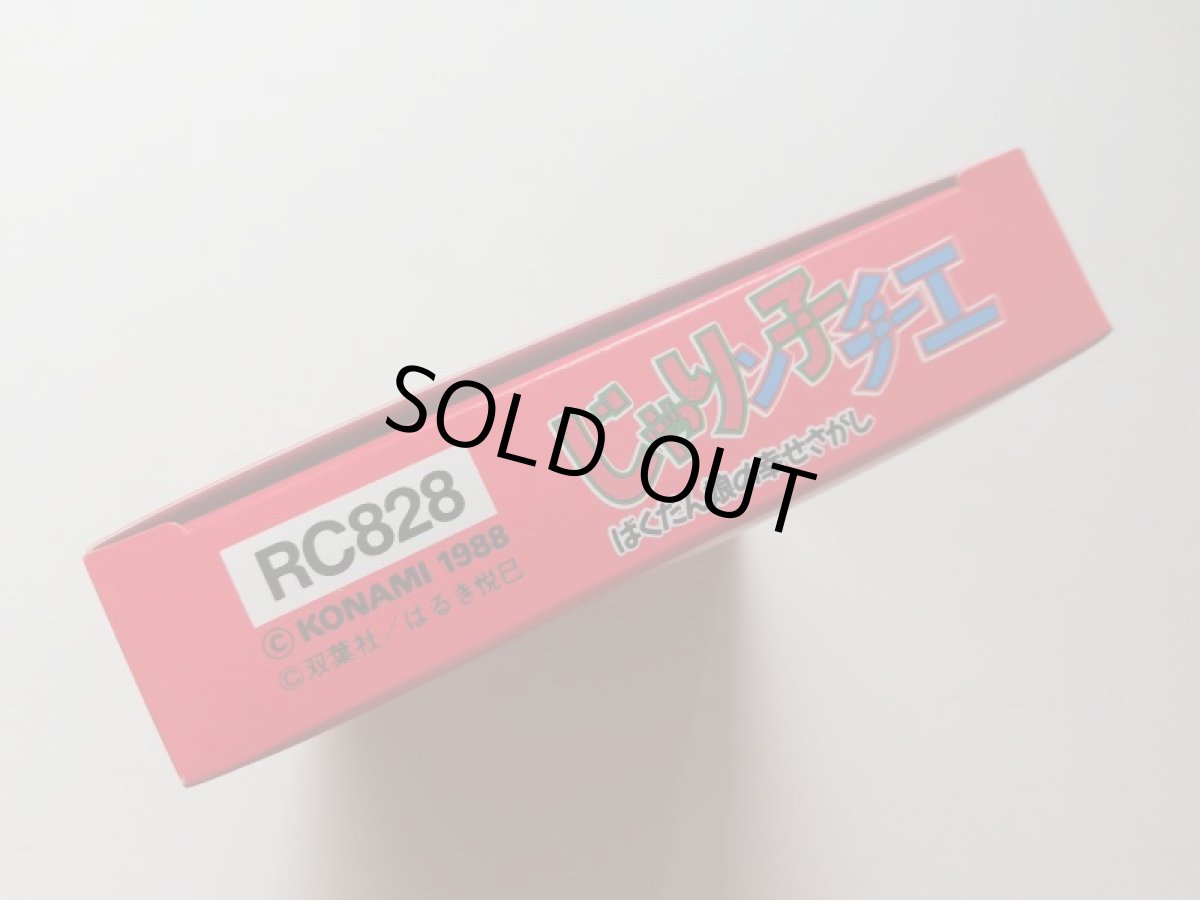 じゃりン子チエ
ばくだん娘の幸せさがし
SOLD OUT
RC828
© KONAMI 1988
© 双葉社/はるき悦巳